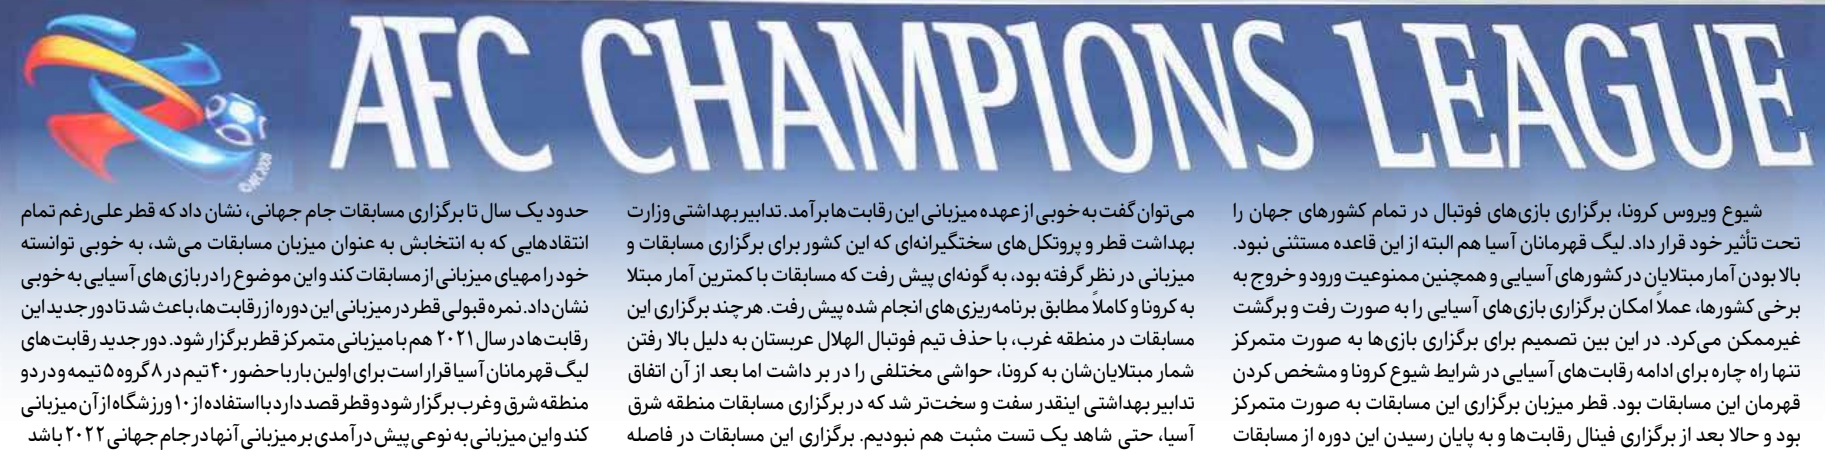 AFC CHAMPIONS LEAGUE
©AFC 2008
شیوع ویروس کرونا، برگزاری بازی‌های فوتبال در تمام کشورهای جهان را
تحت تأثیر خود قرار داد. لیگ قهرمانان آسیا هم البته از این قاعده مستثنی نبود.
بالا بودن آمار مبتلایان در کشورهای آسیایی و همچنین ممنوعیت ورود و خروج به
برخی کشورها، عملاً امکان برگزاری بازی‌های آسیایی را به صورت رفت و برگشت
غیرممکن می‌کرد. در این بین تصمیم برای برگزاری بازی‌ها به صورت متمرکز
تنها راه چاره برای ادامه رقابت‌های آسیایی در شرایط شیوع کرونا و مشخص کردن
قهرمان این مسابقات بود. قطر میزبان برگزاری این مسابقات به صورت متمرکز
بود و حالا بعد از برگزاری فینال رقابت‌ها و به پایان رسیدن این دوره از مسابقات
می‌توان گفت به خوبی از عهده میزبانی این رقابت‌ها برآمد. تدابیر بهداشتی وزارت
بهداشت قطر و پروتکل‌های سختگیرانه‌ای که این کشور برای برگزاری مسابقات و
میزبانی در نظر گرفته بود، به گونه‌ای پیش رفت که مسابقات با کمترین آمار مبتلا
به کرونا و کاملاً مطابق برنامه‌ریزی‌های انجام شده پیش رفت. هر چند برگزاری این
مسابقات در منطقه غرب، با حذف تیم فوتبال الهلال عربستان به دلیل بالا رفتن
شمار مبتلایان‌شان به کرونا، حواشی مختلفی را در بر داشت اما بعد از آن اتفاق
تدابیر بهداشتی اینقدر سفت و سخت‌تر شد که در برگزاری مسابقات منطقه شرق
آسیا، حتی شاهد یک تست مثبت هم نبودیم. برگزاری این مسابقات در فاصله
حدود یک سال تا برگزاری مسابقات جام جهانی، نشان داد که قطر علی‌رغم تمام
انتقادهایی که به انتخابش به عنوان میزبان مسابقات می‌شد، به خوبی توانسته
خود را مهیای میزبانی از مسابقات کند و این موضوع را در بازی‌های آسیایی به خوبی
نشان داد. نمره قبولی قطر در میزبانی این دوره از رقابت‌ها، باعث شد تا دور جدید این
رقابت‌ها در سال ۲۰۲۱ هم با میزبانی متمرکز قطر برگزار شود. دور جدید رقابت‌های
لیگ قهرمانان آسیا قرار است برای اولین بار با حضور ۴۰ تیم در ۸ گروه ۵ تیمه و در دو
منطقه شرق و غرب برگزار شود و قطر قصد دارد با استفاده از ۱۰ ورزشگاه از آن میزبانی
کند و این میزبانی به نوعی پیش درآمدی بر میزبانی آنها در جام جهانی ۲۰۲۲ باشد